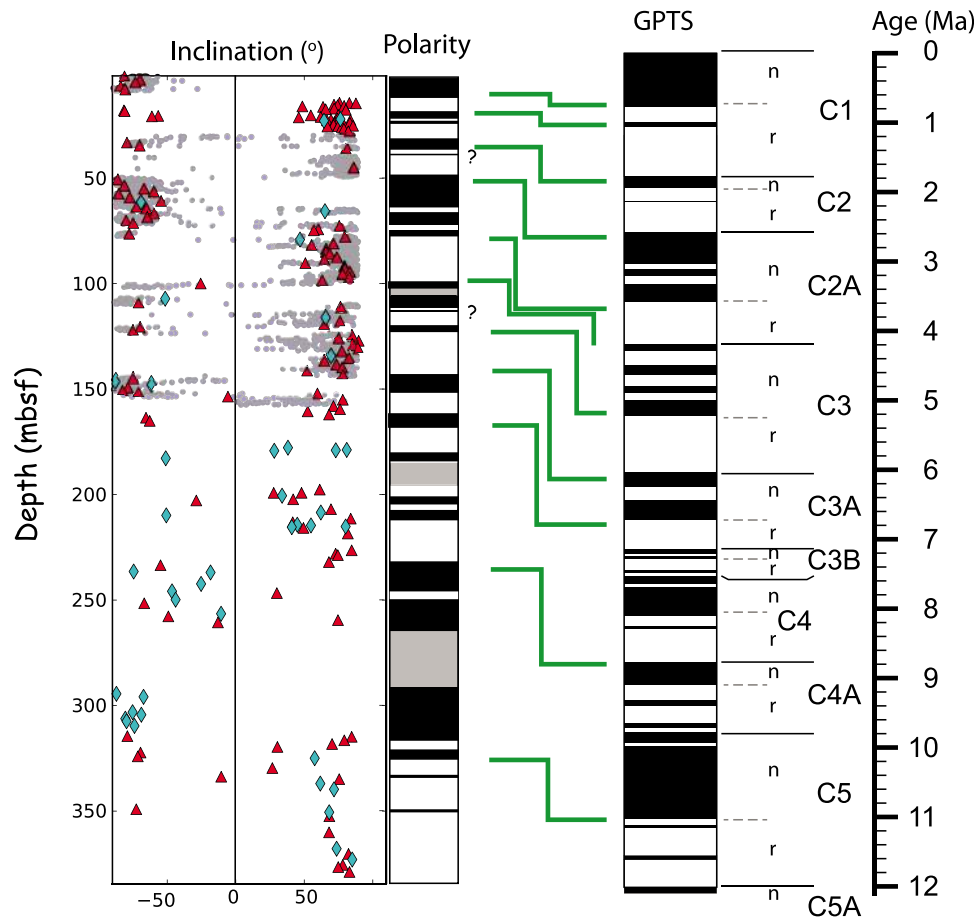 Inclination (o)
Polarity
GPTS
Age (Ma)
Depth (mbsf)
50
100
150
200
250
300
350
−50
0
50
?
?
n
C1
r
n
C2
r
n
C2A
r
n
C3
r
n
C3A
r
n
C3B
r
n
C4
r
n
C4A
r
n
C5
r
n
C5A
0
1
2
3
4
5
6
7
8
9
10
11
12